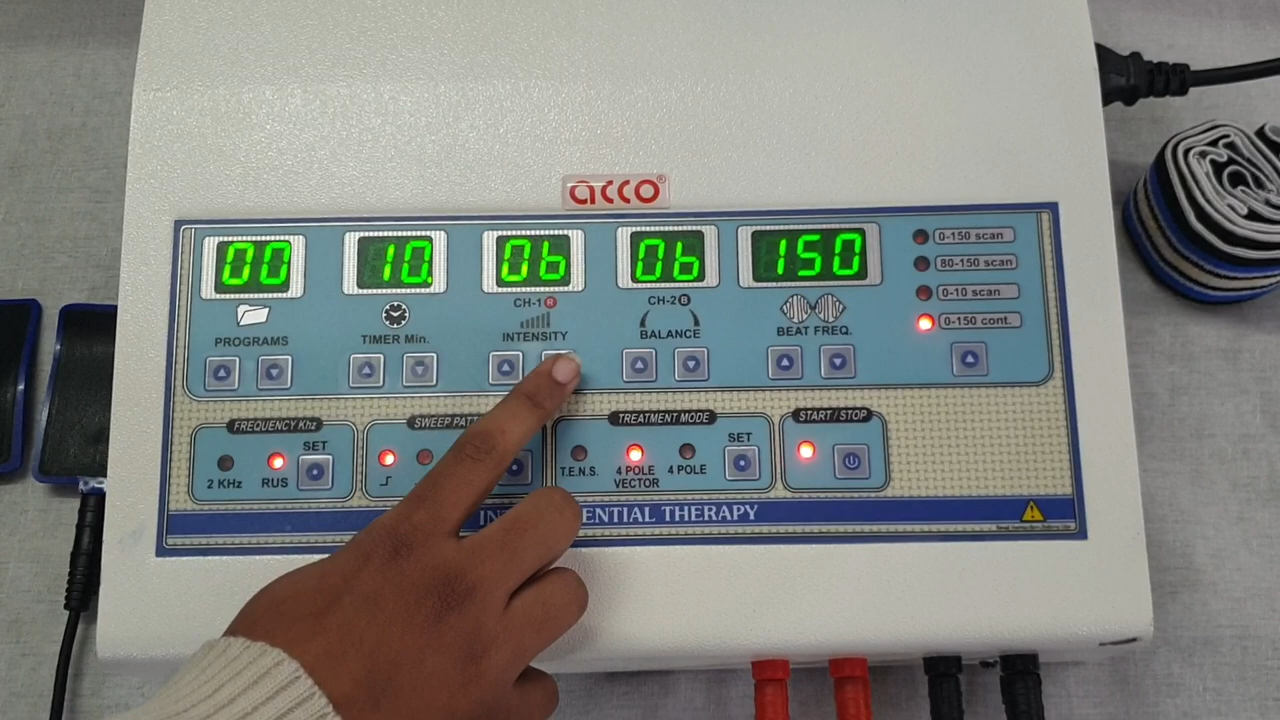 acco®
00
10.
06
06
150
0-150 scan
80-150 scan
0-10 scan
0-150 cont.
PROGRAMS
TIMER Min.
CH-1 R
INTENSITY
CH-2 B
BALANCE
BEAT FREQ.
FREQUENCY Khz
SET
2 KHz
RUS
SWEEP
TREATMENT MODE
T.E.N.S.
4 POLE
VECTOR
4 POLE
SET
START / STOP
THERAPY